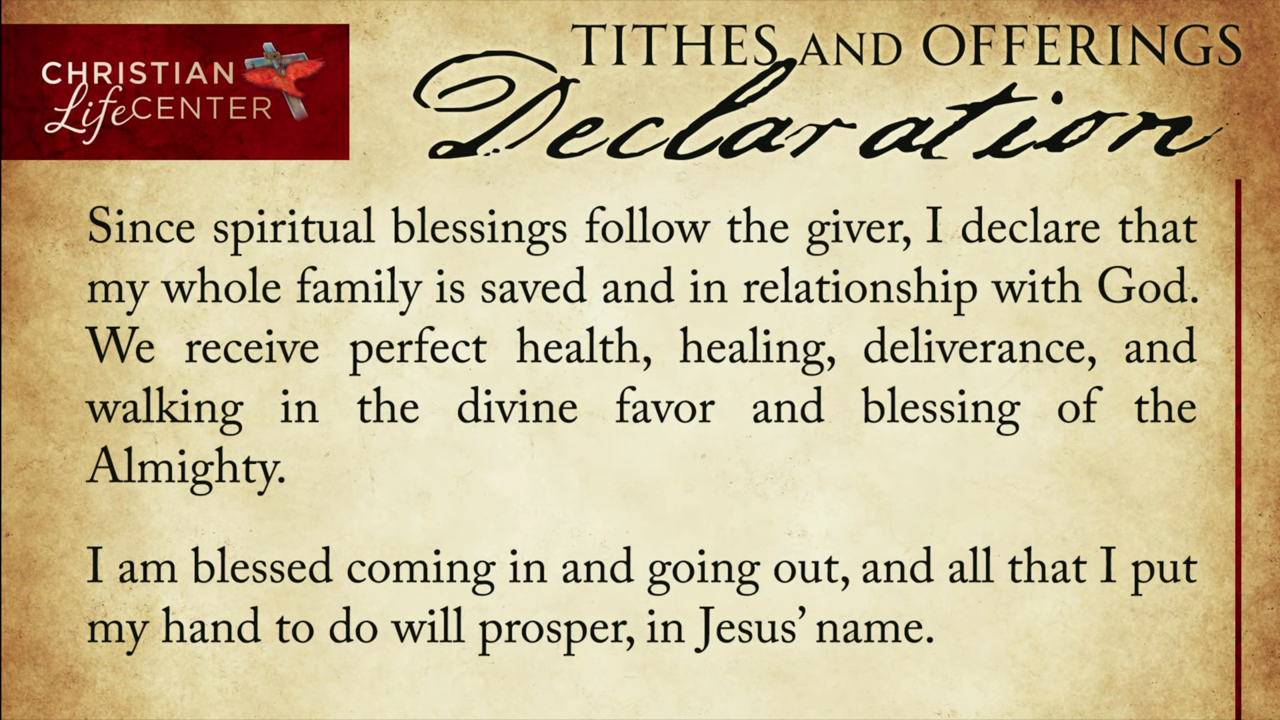 CHRISTIAN
Life CENTER
TITHES AND OFFERINGS
Declaration
Since spiritual blessings follow the giver, I declare that
my whole family is saved and in relationship with God.
We receive perfect health, healing, deliverance, and
walking in the divine favor and blessing of the
Almighty.
I am blessed coming in and going out, and all that I put
my hand to do will prosper, in Jesus’ name.